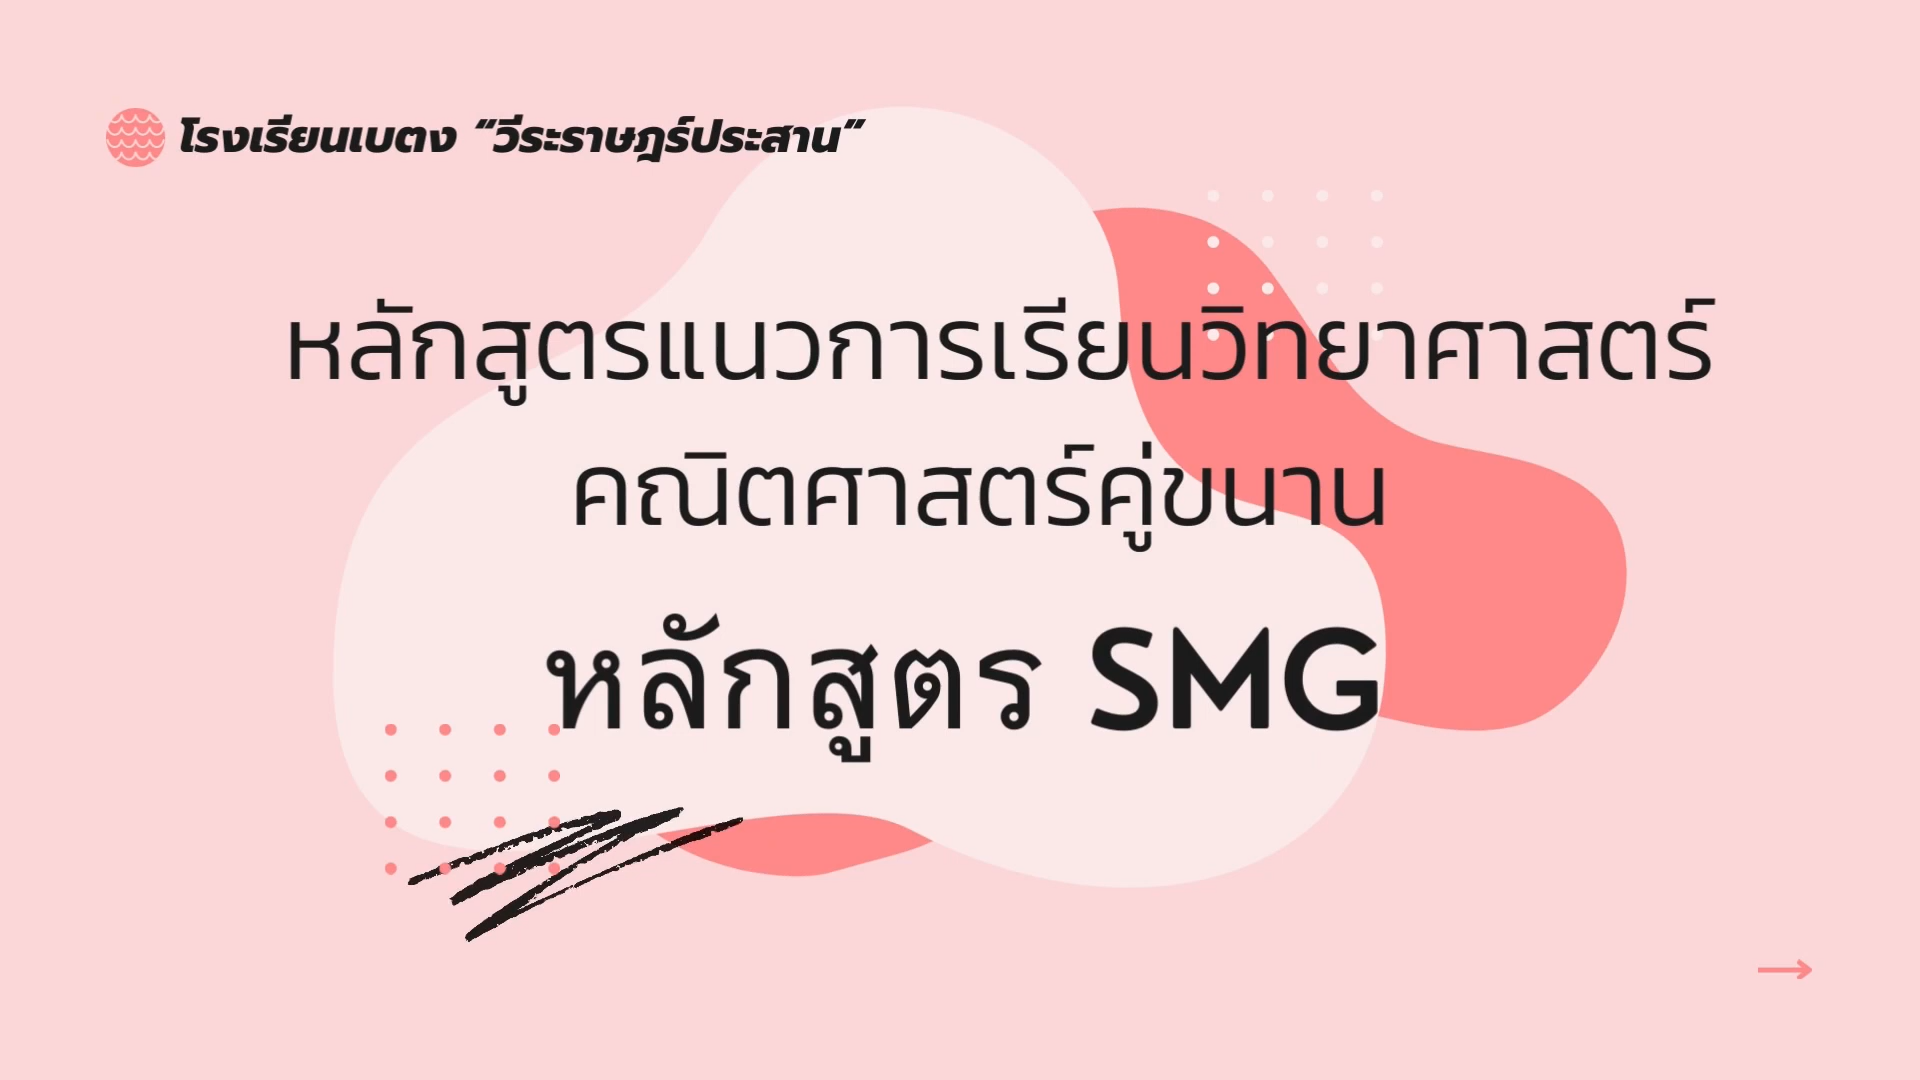 โรงเรียนเบตง “วีระราษฎร์ประสาน”
หลักสูตรแนวการเรียนวิทยาศาสตร์
คณิตศาสตร์คู่ขนาน
หลักสูตร SMG